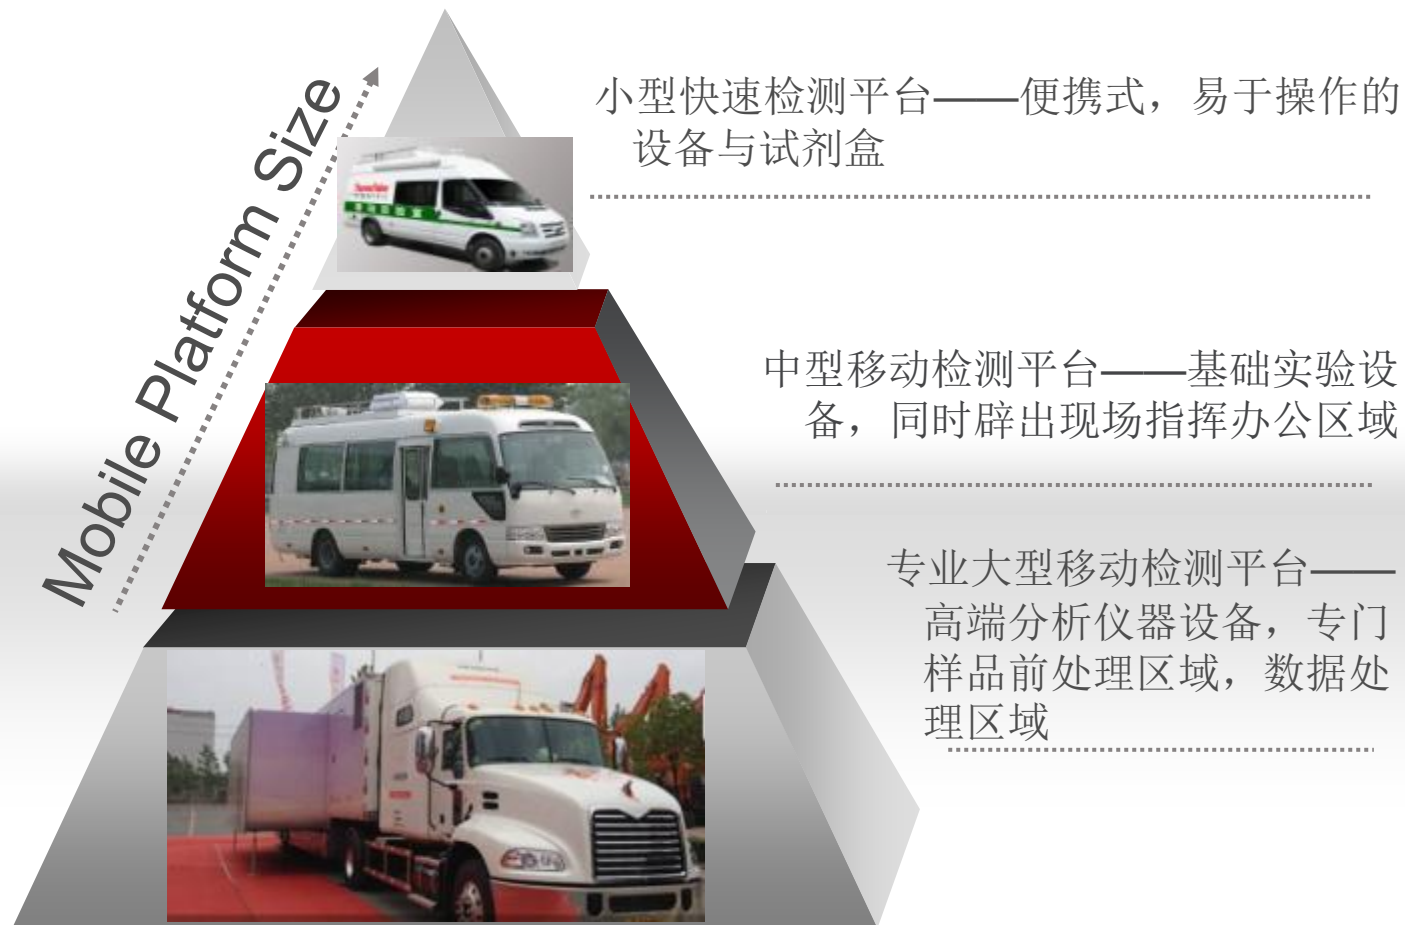 Mobile Platform Size
小型快速检测平台——便携式，易于操作的
设备与试剂盒
中型移动检测平台——基础实验设
备，同时辟出现场指挥办公区域
专业大型移动检测平台——
高端分析仪器设备，专门
样品前处理区域，数据处
理区域